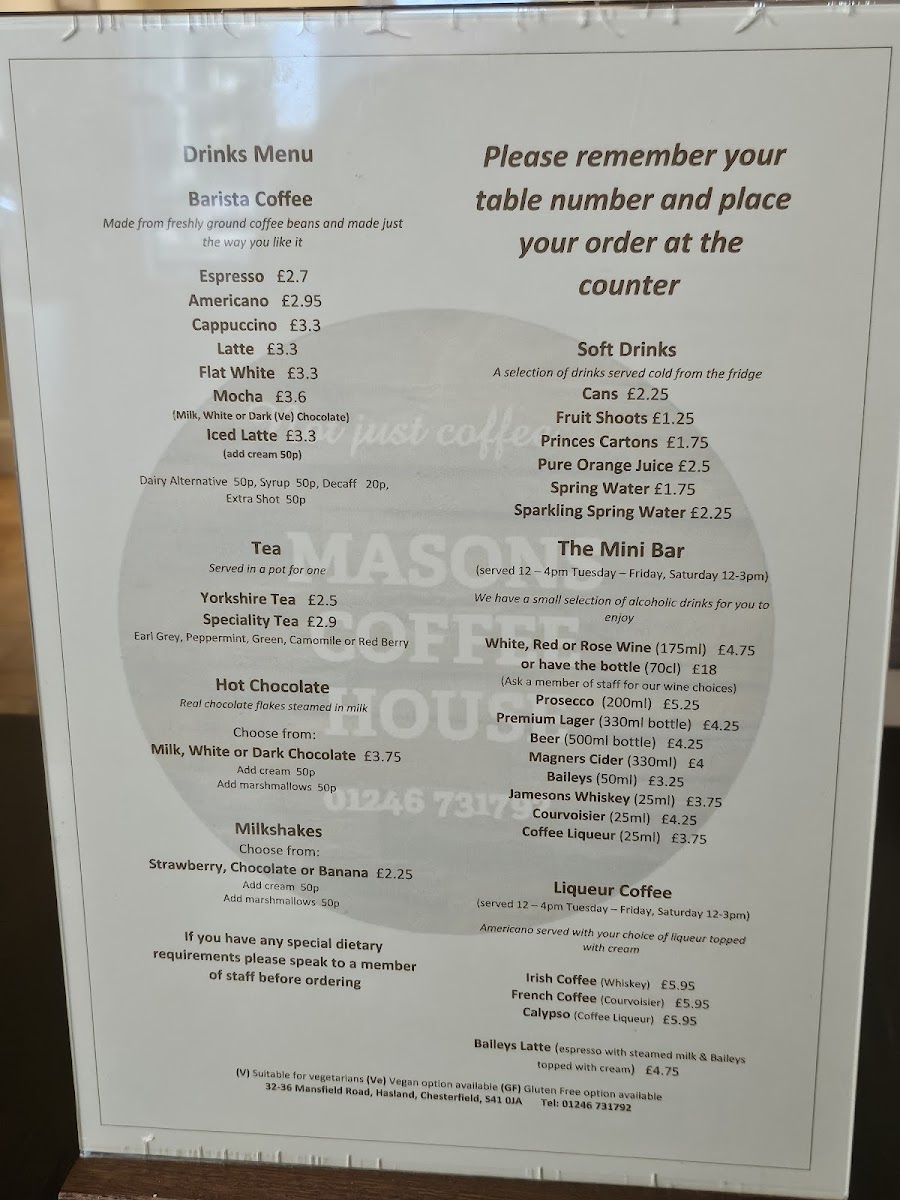 Drinks Menu
Barista Coffee
Made from freshly ground coffee beans and made just
the way you like it
Espresso £2.7
Americano £2.95
Cappuccino £3.3
Latte £3.3
Flat White £3.3
Mocha £3.6
(Milk, White or Dark (Ve) Chocolate)
Iced Latte £3.3
(add cream 50p)
Dairy Alternative 50p, Syrup 50p, Decaff 20p,
Extra Shot 50p
Tea
Served in a pot for one
Yorkshire Tea £2.5
Speciality Tea £2.9
Earl Grey, Peppermint, Green, Camomile or Red Berry
Hot Chocolate
Real chocolate flakes steamed in milk
Choose from:
Milk, White or Dark Chocolate £3.75
Add cream 50p
Add marshmallows 50p
Milkshakes
Choose from:
Strawberry, Chocolate or Banana £2.25
Add cream 50p
Add marshmallows 50p
If you have any special dietary
requirements please speak to a member
of staff before ordering
Please remember your
table number and place
your order at the
counter
Soft Drinks
A selection of drinks served cold from the fridge
Cans £2.25
Fruit Shoots £1.25
Princes Cartons £1.75
Pure Orange Juice £2.5
Spring Water £1.75
Sparkling Spring Water £2.25
The Mini Bar
(served 12 – 4pm Tuesday – Friday, Saturday 12-3pm)
We have a small selection of alcoholic drinks for you to
enjoy
White, Red or Rose Wine (175ml) £4.75
or have the bottle (70cl) £18
(Ask a member of staff for our wine choices)
Prosecco (200ml) £5.25
Premium Lager (330ml bottle) £4.25
Beer (500ml bottle) £4.25
Magners Cider (330ml) £4
Baileys (50ml) £3.25
Jamesons Whiskey (25ml) £3.75
Courvoisier (25ml) £4.25
Coffee Liqueur (25ml) £3.75
Liqueur Coffee
(served 12 – 4pm Tuesday – Friday, Saturday 12-3pm)
Americano served with your choice of liqueur topped
with cream
Irish Coffee (Whiskey) £5.95
French Coffee (Courvoisier) £5.95
Calypso (Coffee Liqueur) £5.95
Baileys Latte (espresso with steamed milk & Baileys
topped with cream) £4.75
(V) Suitable for vegetarians (Ve) Vegan option available (GF) Gluten Free option available
32-36 Mansfield Road, Hasland, Chesterfield, S41 0JA Tel: 01246 731792
just coffee
MASONS
COFFEE
HOUSE
01246 731792